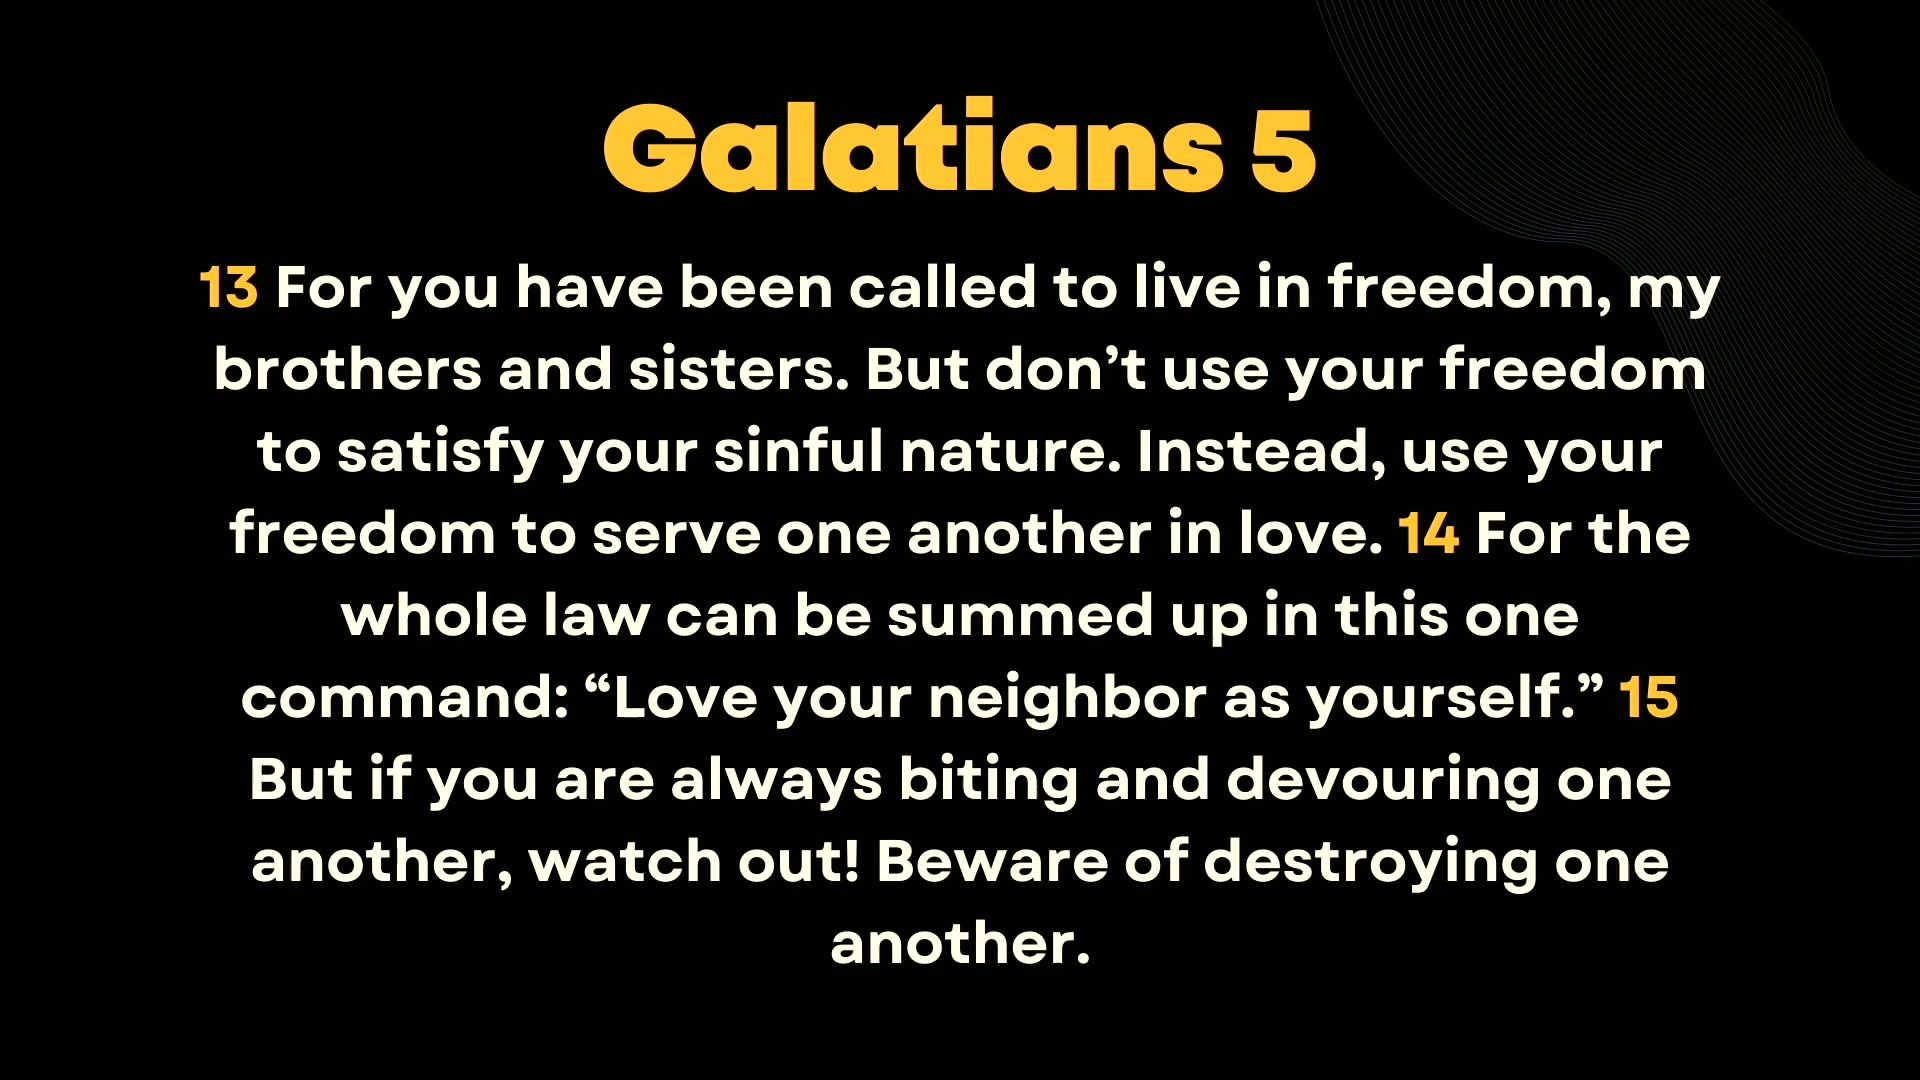 Galatians 5
13 For you have been called to live in freedom, my
brothers and sisters. But don’t use your freedom
to satisfy your sinful nature. Instead, use your
freedom to serve one another in love. 14 For the
whole law can be summed up in this one
command: “Love your neighbor as yourself.” 15
But if you are always biting and devouring one
another, watch out! Beware of destroying one
another.